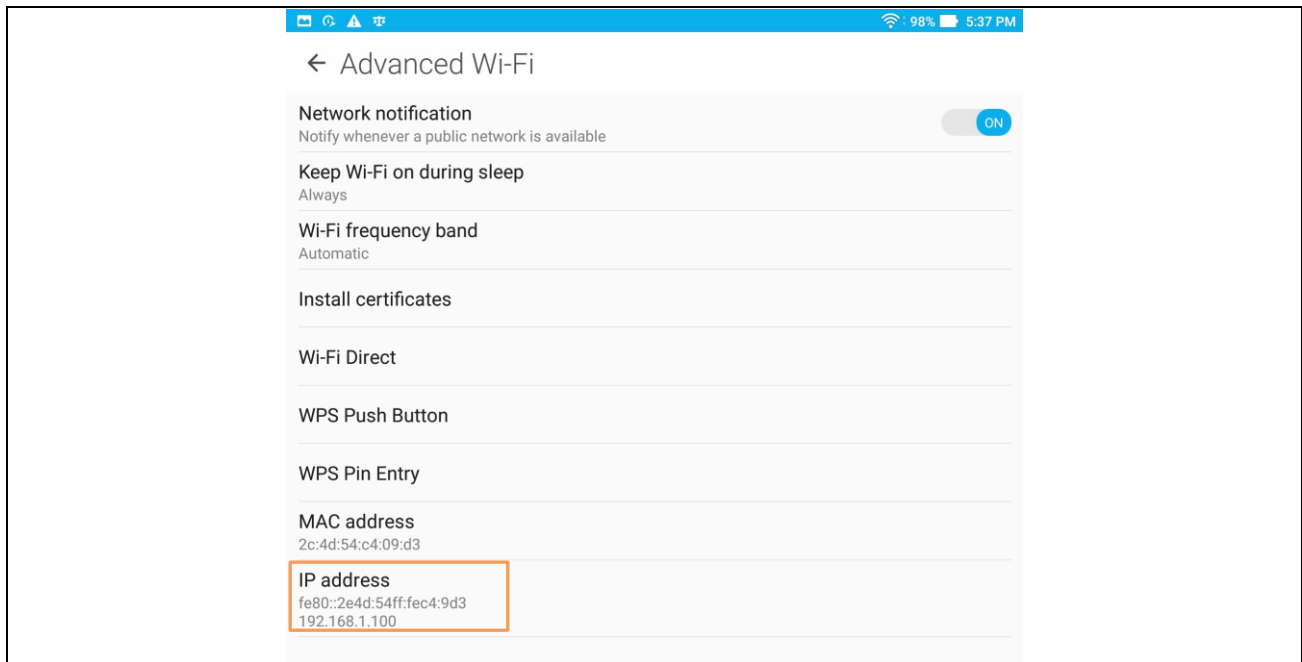 98% 5:37 PM
Advanced Wi-Fi
Network notification
Notify whenever a public network is available
ON
Keep Wi-Fi on during sleep
Always
Wi-Fi frequency band
Automatic
Install certificates
Wi-Fi Direct
WPS Push Button
WPS Pin Entry
MAC address
2c:4d:54:c4:09:d3
IP address
fe80::2e4d:54ff:fec4:9d3
192.168.1.100